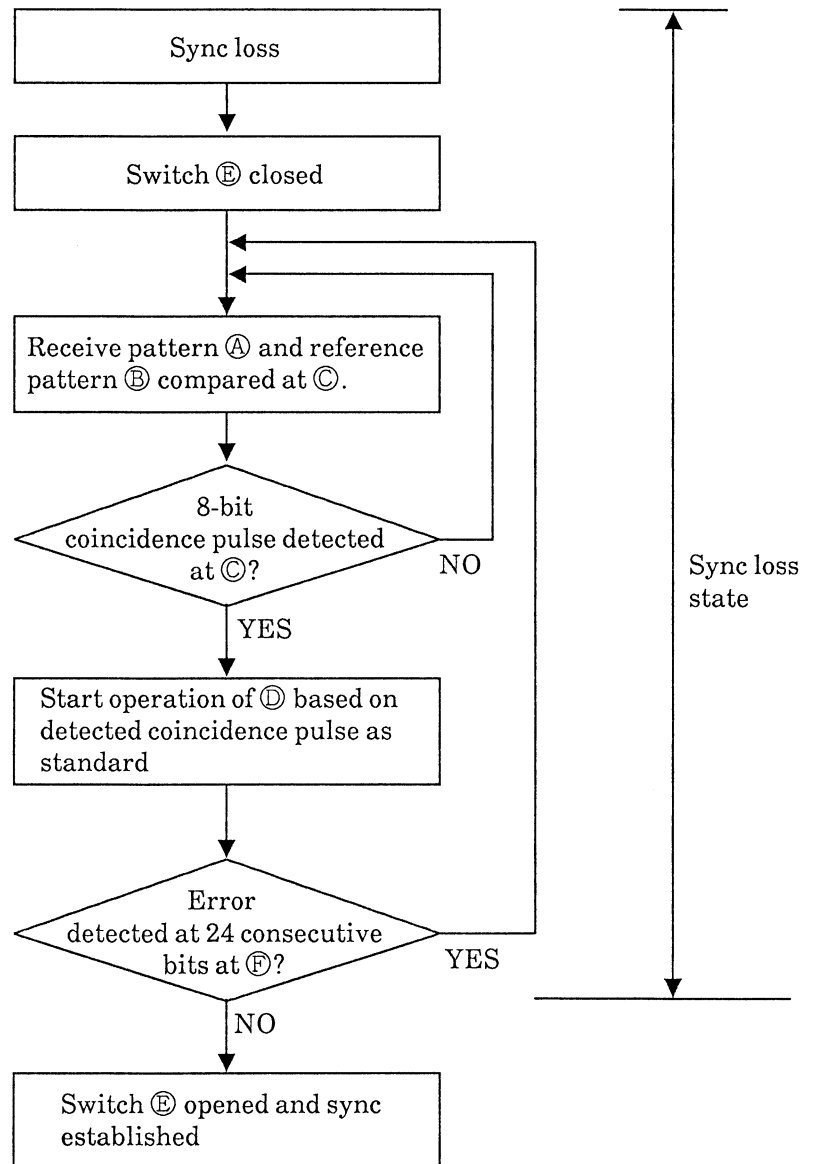 Sync loss
Switch Ⓔ closed
Receive pattern Ⓐ and reference
pattern Ⓑ compared at Ⓒ.
8-bit
coincidence pulse detected
at Ⓒ?
NO
YES
Sync loss
state
Start operation of Ⓓ based on
detected coincidence pulse as
standard
Error
detected at 24 consecutive
bits at Ⓕ?
YES
NO
Switch Ⓔ opened and sync
established